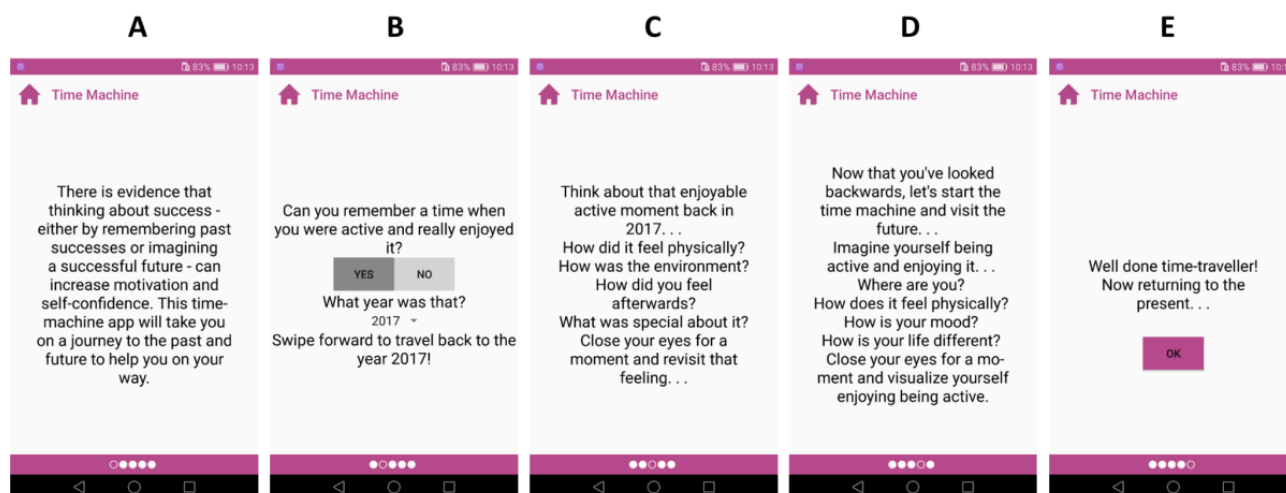 A
83% 10:13
Time Machine
There is evidence that
thinking about success -
either by remembering past
successes or imagining
a successful future - can
increase motivation and
self-confidence. This time-
machine app will take you
on a journey to the past and
future to help you on your
way.
B
83% 10:13
Time Machine
Can you remember a time when
you were active and really enjoyed
it?
YES NO
What year was that?
2017
Swipe forward to travel back to the
year 2017!
C
83% 10:13
Time Machine
Think about that enjoyable
active moment back in
2017. . .
How did it feel physically?
How was the environment?
How did you feel
afterwards?
What was special about it?
Close your eyes for a
moment and revisit that
feeling. . .
D
83% 10:13
Time Machine
Now that you've looked
backwards, let's start the
time machine and visit the
future. . .
Imagine yourself being
active and enjoying it. . .
Where are you?
How does it feel physically?
How is your mood?
How is your life different?
Close your eyes for a mo-
ment and visualize yourself
enjoying being active.
E
83% 10:1
Time Machine
Well done time-traveller!
Now returning to the
present. . .
OK